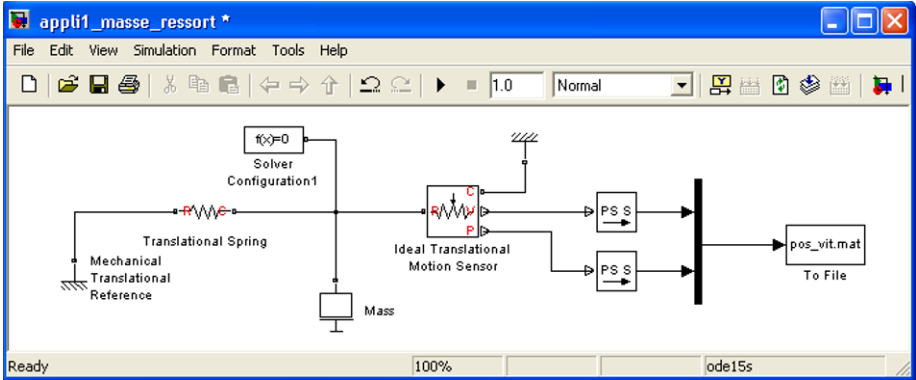 appli1_masse_ressort *
File Edit View Simulation Format Tools Help
1.0 Normal
f(x)=0
Solver
Configuration1
R C
Translational Spring
Mechanical
Translational
Reference
Mass
C
R V
P
Ideal Translational
Motion Sensor
PS S
PS S
pos_vit.mat
To File
Ready 100% ode15s